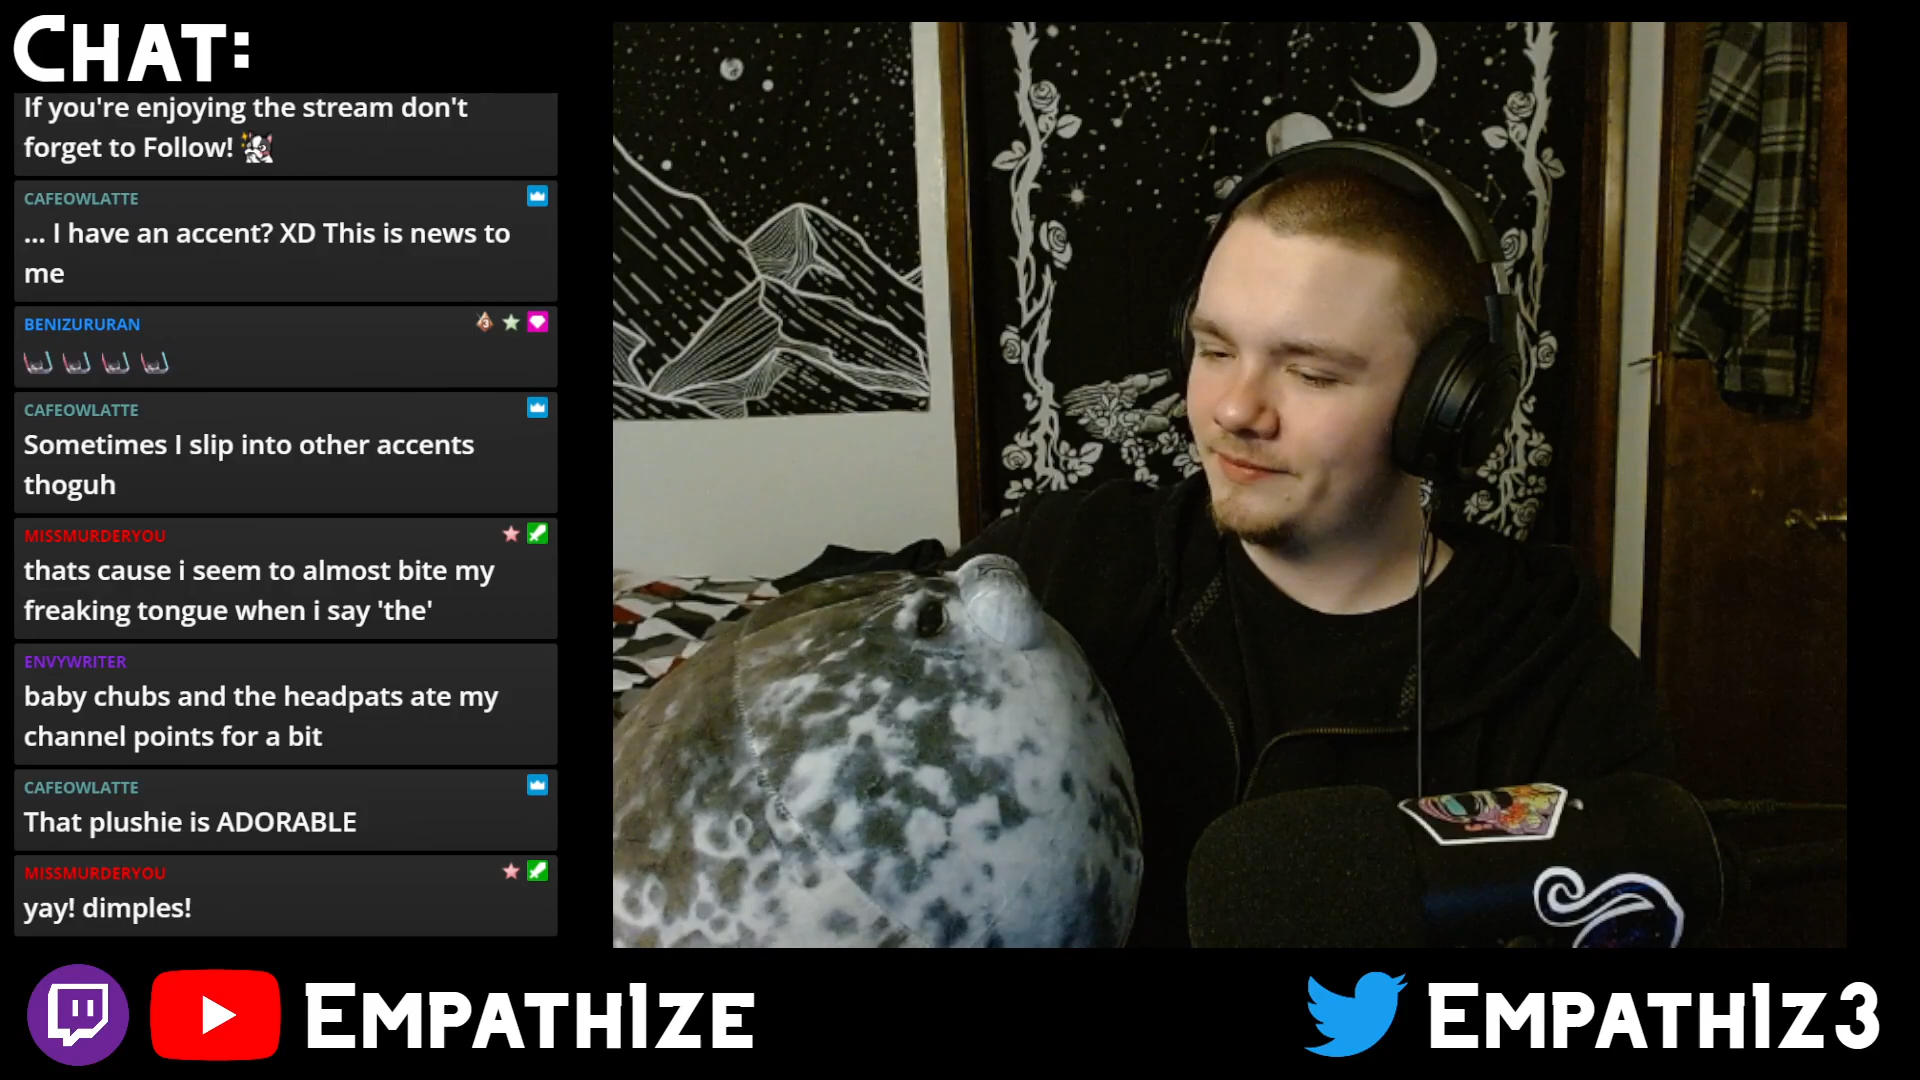 CHAT:
If you're enjoying the stream don't
forget to Follow!
CAFEOWLATTE
... I have an accent? XD This is news to
me
BENIZURURAN
3
CAFEOWLATTE
Sometimes I slip into other accents
thoguh
MISSMURDERYOU
thats cause i seem to almost bite my
freaking tongue when i say 'the'
ENVYWRITER
baby chubs and the headpats ate my
channel points for a bit
CAFEOWLATTE
That plushie is ADORABLE
MISSMURDERYOU
yay! dimples!
EMPATH1ZE
EMPATH1Z3